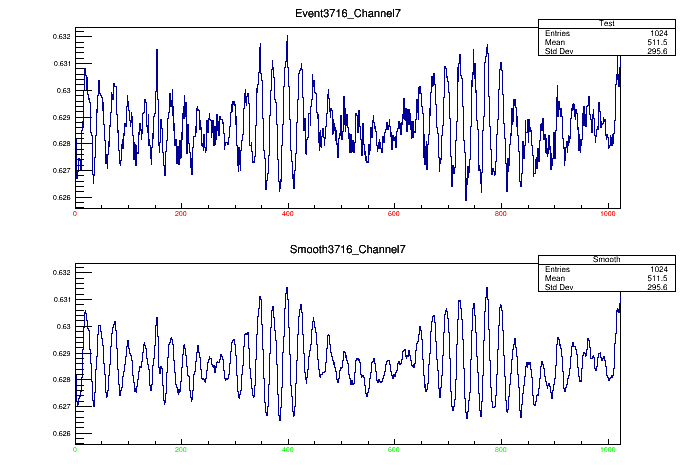 Event3716_Channel7
Test
Entries 1024
Mean 511.5
Std Dev 295.6
0.632
0.631
0.63
0.629
0.628
0.627
0.626
0 200 400 600 800 1000
Smooth3716_Channel7
Smooth
Entries 1024
Mean 511.5
Std Dev 295.6
0.632
0.631
0.63
0.629
0.628
0.627
0.626
0 200 400 600 800 1000